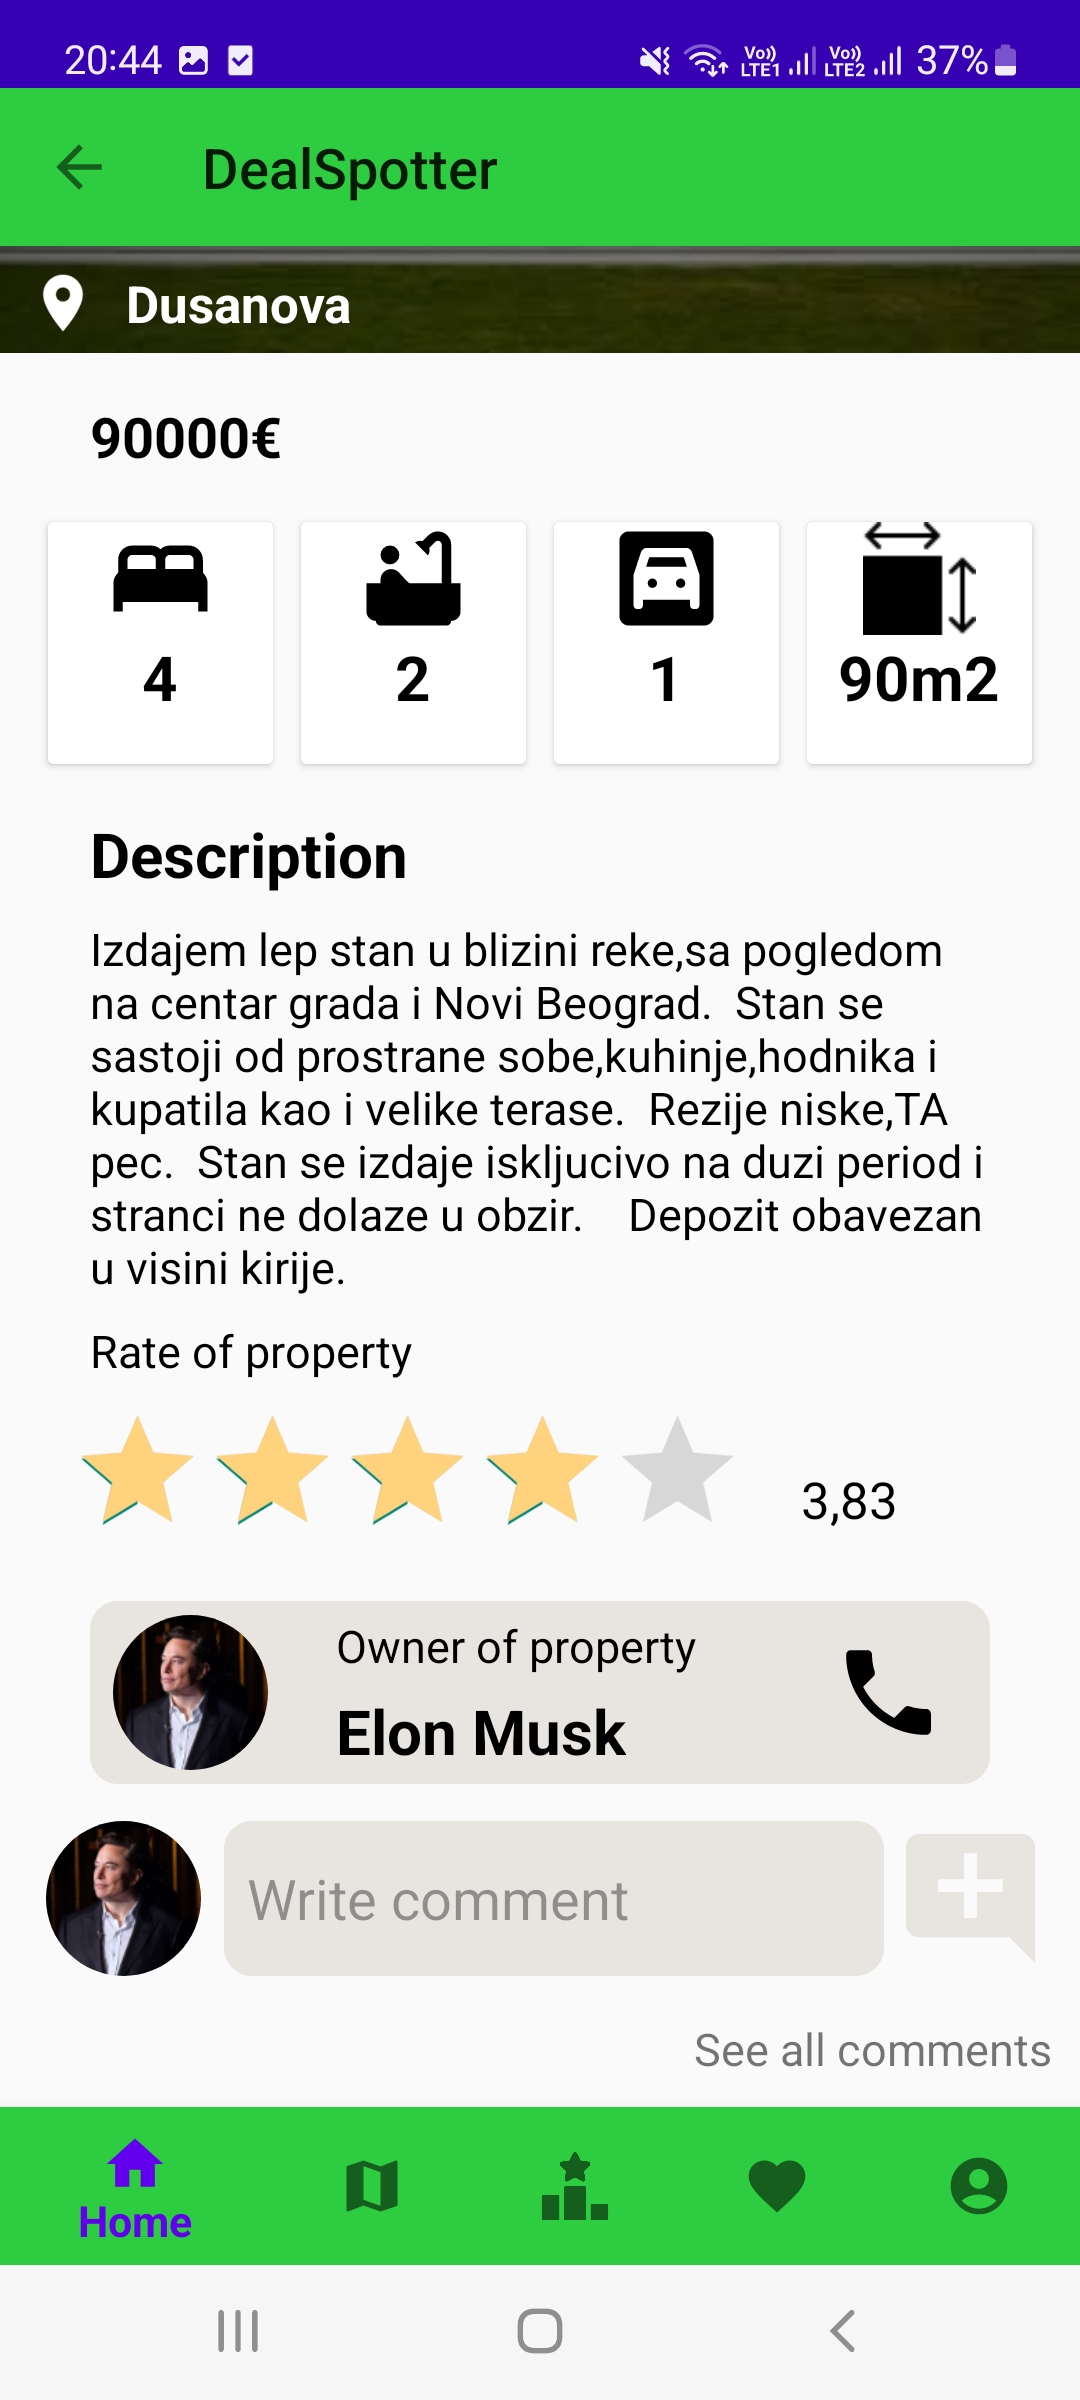 20:44
Vo)) LTE1 Vo)) LTE2 37%
DealSpotter
Dusanova
90000€
4 2 1 90m2
Description
Izdajem lep stan u blizini reke,sa pogledom
na centar grada i Novi Beograd.  Stan se
sastoji od prostrane sobe,kuhinje,hodnika i
kupatila kao i velike terase.  Rezije niske,TA
pec.  Stan se izdaje iskljucivo na duzi period i
stranci ne dolaze u obzir.    Depozit obavezan
u visini kirije.
Rate of property
3,83
Owner of property
Elon Musk
Write comment
See all comments
Home